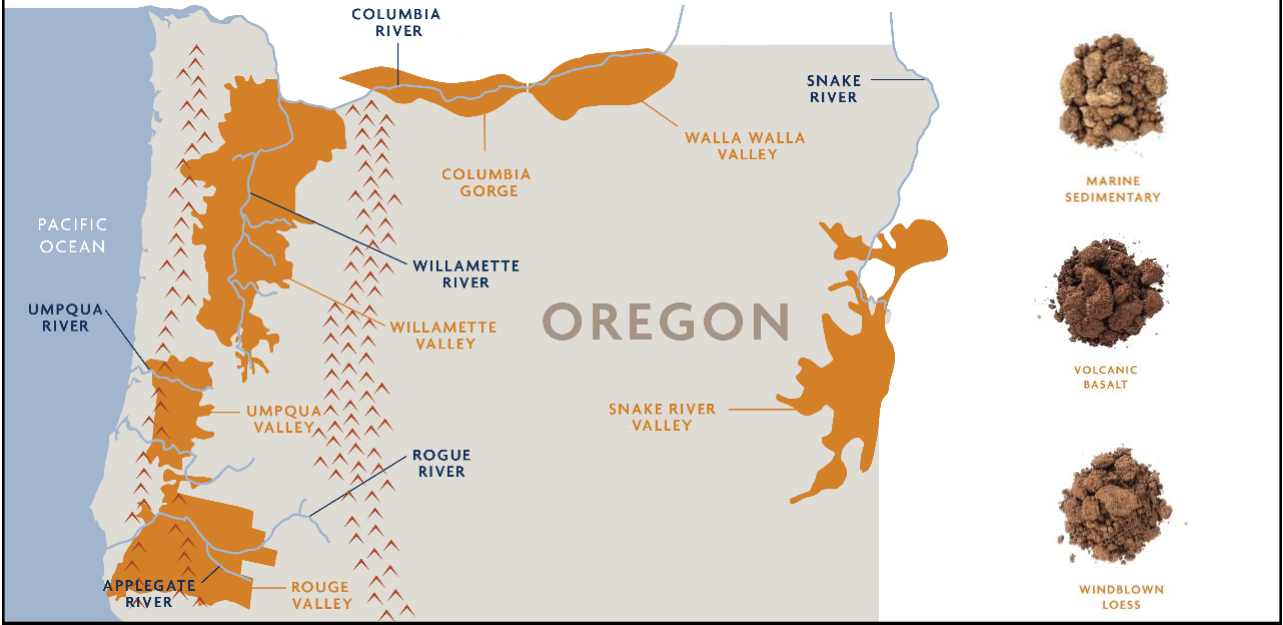 COLUMBIA
RIVER
SNAKE
RIVER
WALLA WALLA
VALLEY
COLUMBIA
GORGE
MARINE
SEDIMENTARY
PACIFIC
OCEAN
WILLAMETTE
RIVER
UMPQUA
RIVER
WILLAMETTE
VALLEY
OREGON
VOLCANIC
BASALT
UMPQUA
VALLEY
SNAKE RIVER
VALLEY
ROGUE
RIVER
APPLEGATE
RIVER
ROUGE
VALLEY
WINDBLOWN
LOESS